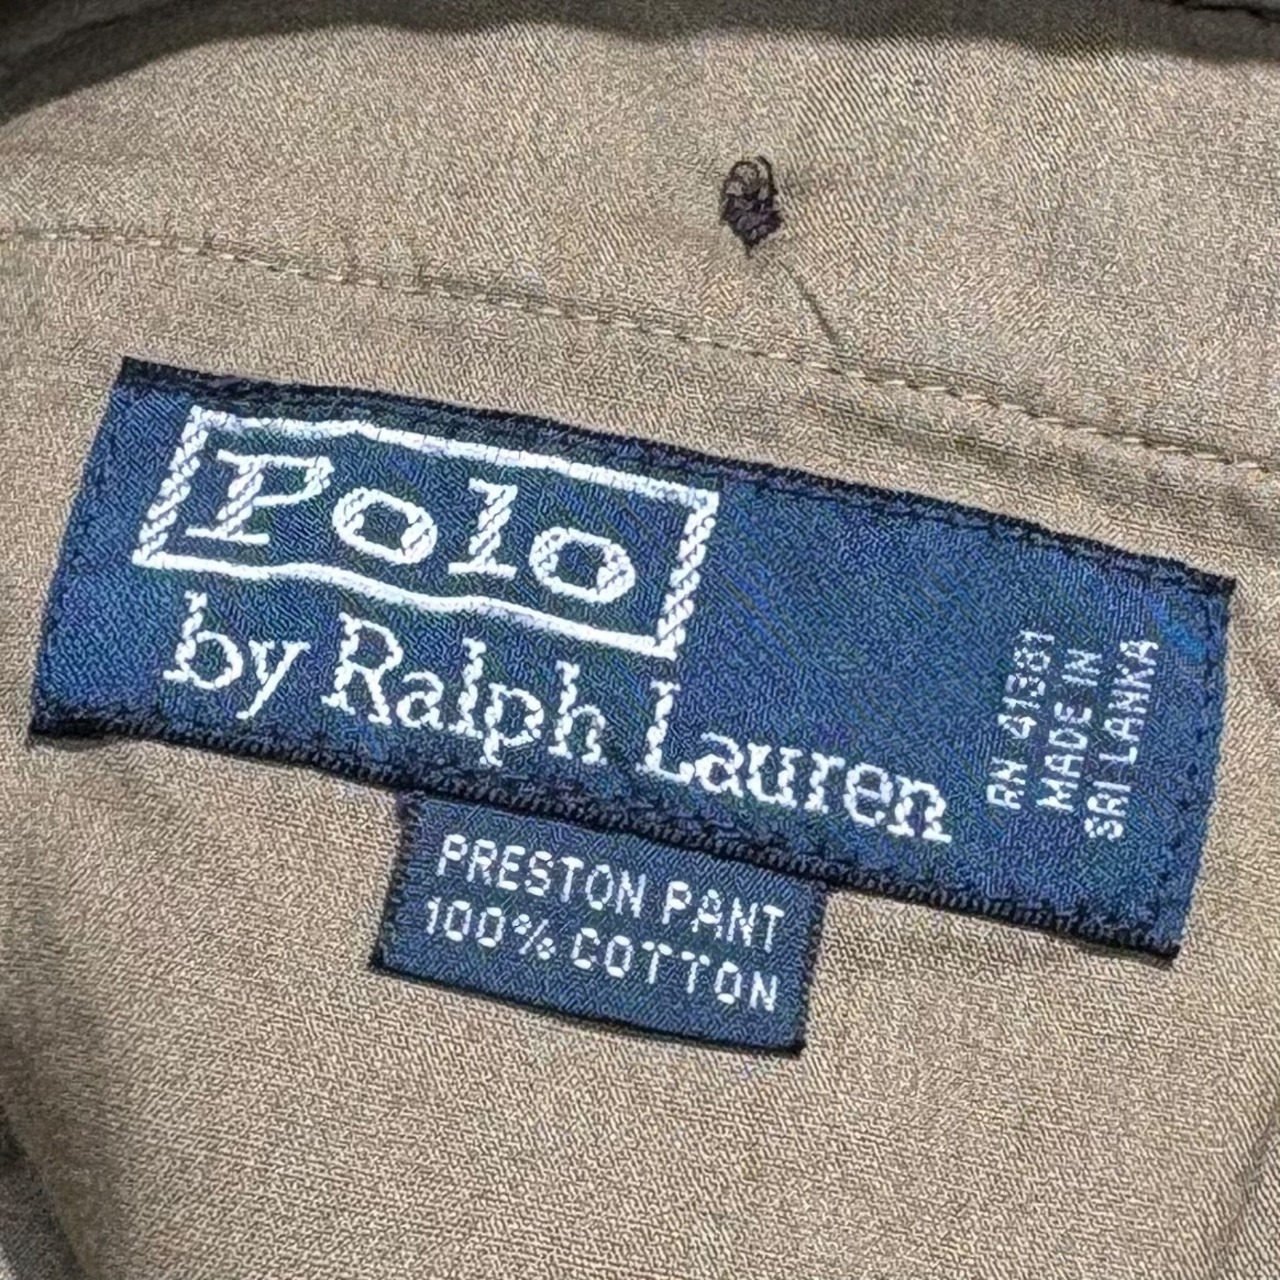 Polo
by Ralph Lauren
RN 41381
MADE IN
SRI LANKA
PRESTON PANT
100% COTTON